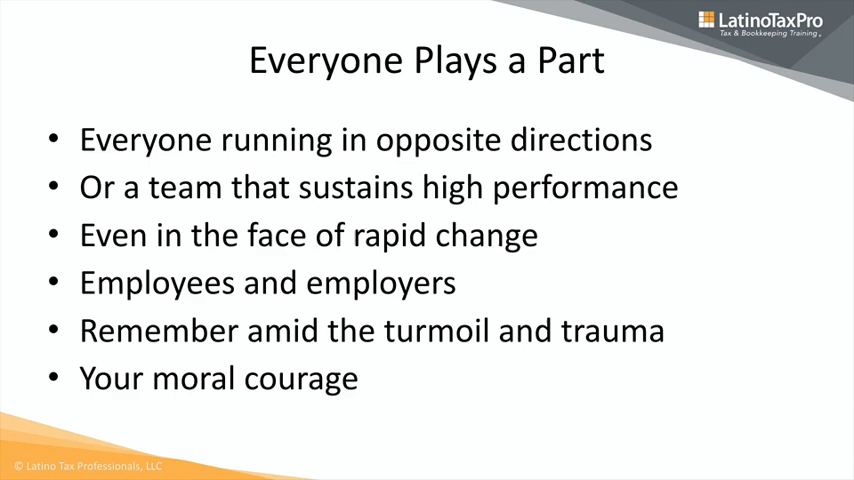 LatinoTaxPro
Tax & Bookkeeping Training
Everyone Plays a Part
• Everyone running in opposite directions
• Or a team that sustains high performance
• Even in the face of rapid change
• Employees and employers
• Remember amid the turmoil and trauma
• Your moral courage
© Latino Tax Professionals, LLC